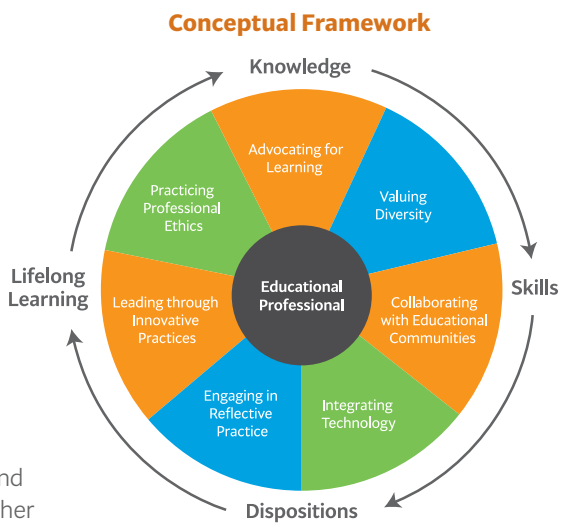 Conceptual Framework
Knowledge
Advocating for
Learning
Valuing
Diversity
Practicing
Professional
Ethics
Educational
Professional
Lifelong
Learning
Leading through
Innovative
Practices
Collaborating
with Educational
Communities
Skills
Engaging in
Reflective
Practice
Integrating
Technology
Dispositions